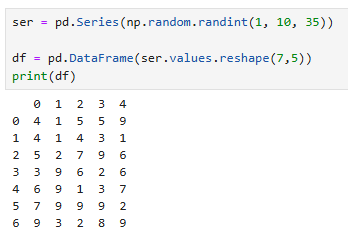 ser = pd.Series(np.random.randint(1, 10, 35))
df = pd.DataFrame(ser.values.reshape(7,5))
print(df)
   0  1  2  3  4
0  4  1  5  5  9
1  4  1  4  3  1
2  5  2  7  9  6
3  3  9  6  2  6
4  6  9  1  3  7
5  7  9  9  9  2
6  9  3  2  8  9